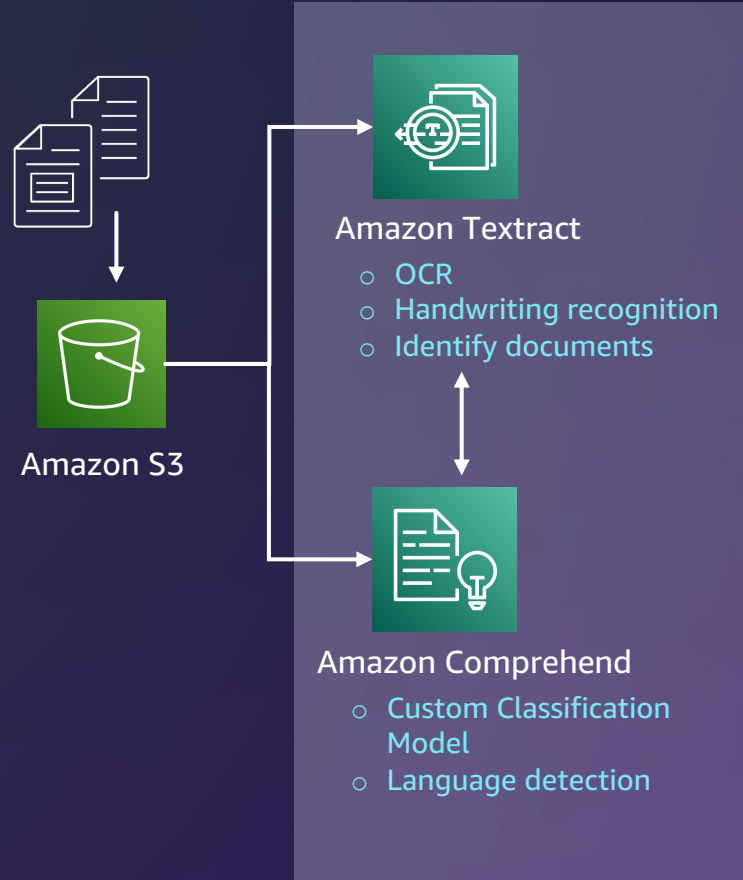 Amazon Textract
○ OCR
○ Handwriting recognition
○ Identify documents
Amazon S3
Amazon Comprehend
○ Custom Classification
Model
○ Language detection